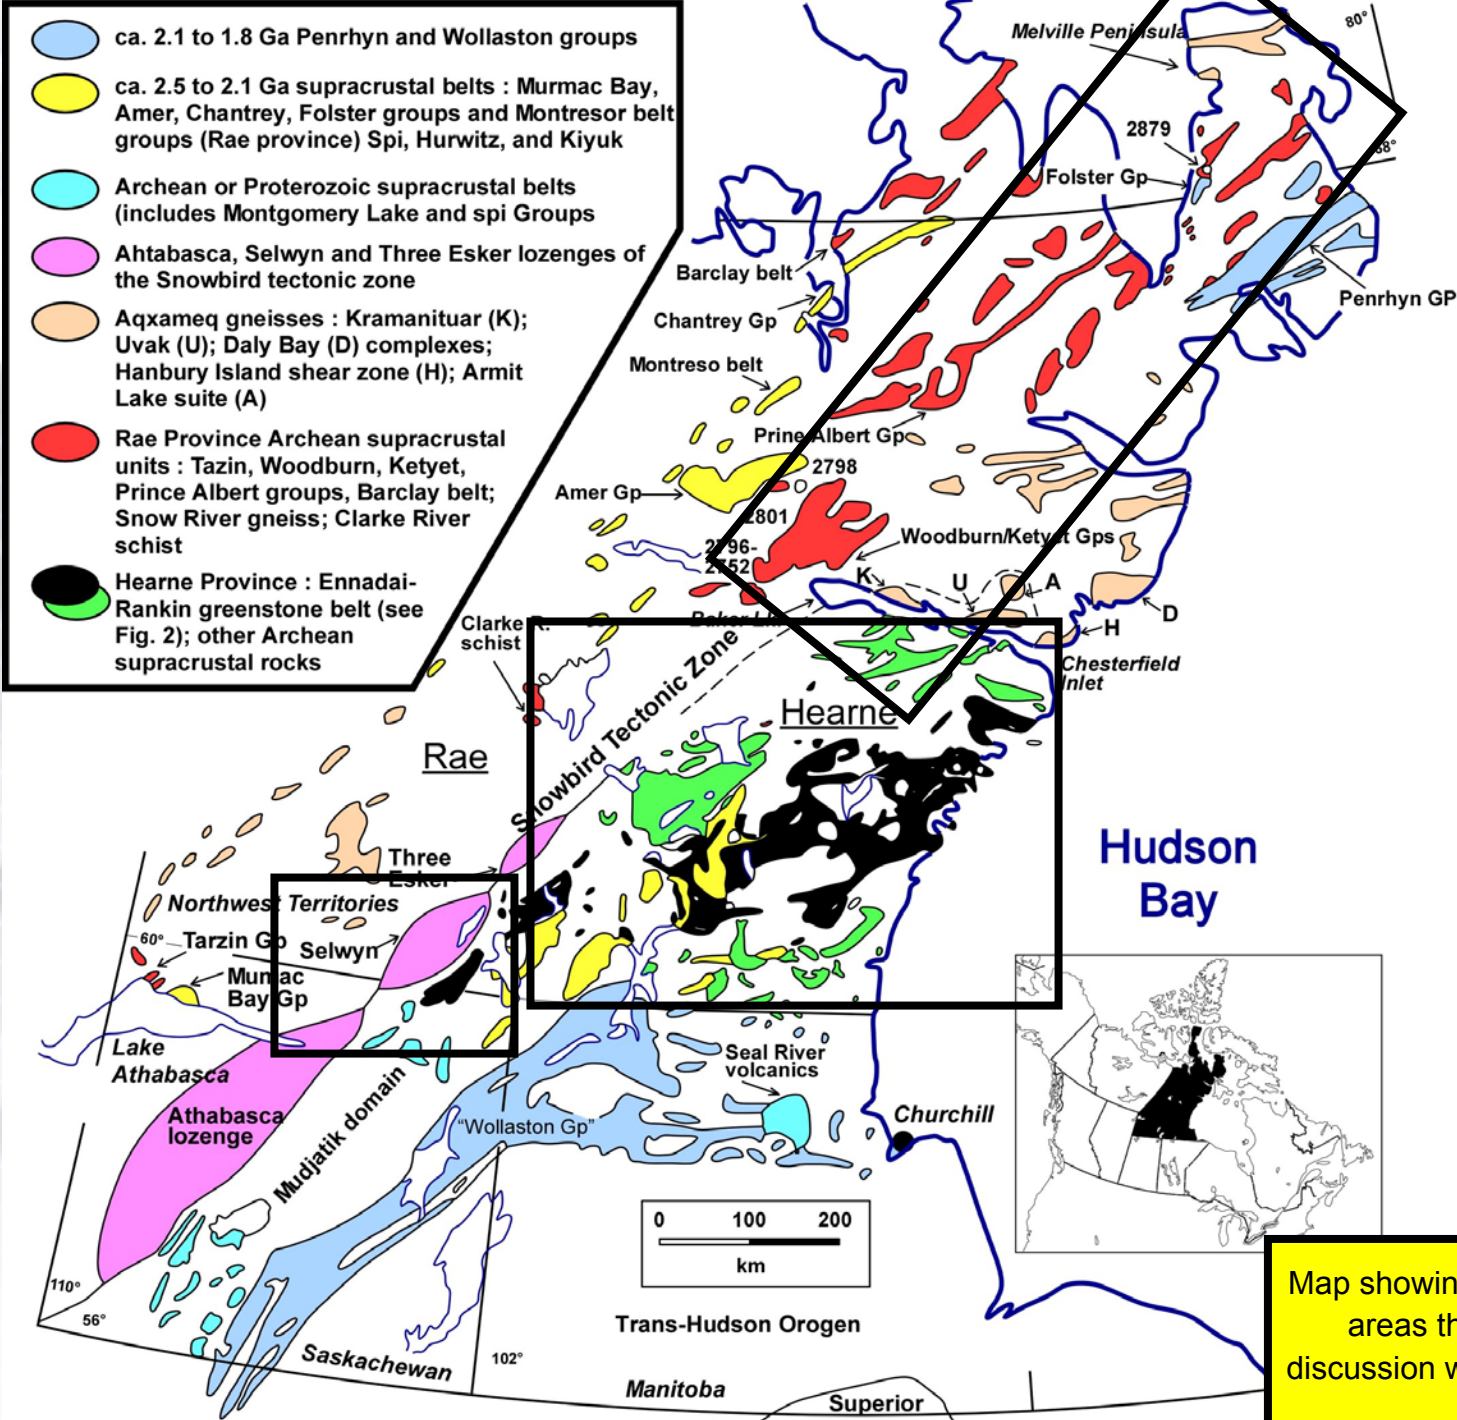 ca. 2.1 to 1.8 Ga Penrhyn and Wollaston groups
ca. 2.5 to 2.1 Ga supracrustal belts : Murmac Bay,
Amer, Chantrey, Folster groups and Montresor belt
groups (Rae province) Spi, Hurwitz, and Kiyuk
Archean or Proterozoic supracrustal belts
(includes Montgomery Lake and spi Groups
Ahtabasca, Selwyn and Three Esker lozenges of
the Snowbird tectonic zone
Aqxameq gneisses : Kramanituar (K);
Uvak (U); Daly Bay (D) complexes;
Hanbury Island shear zone (H); Armit
Lake suite (A)
Rae Province Archean supracrustal
units : Tazin, Woodburn, Ketyet,
Prince Albert groups, Barclay belt;
Snow River gneiss; Clarke River
schist
Hearne Province : Ennadai-
Rankin greenstone belt (see
Fig. 2); other Archean
supracrustal rocks
Melville Peninsula
80°
2879
68°
Folster Gp
Barclay belt
Penrhyn GP
Chantrey Gp
Montreso belt
Prine Albert Gp
2798
Amer Gp
2801
2796-
2752
Woodburn/Ketyet Gps
K
U
A
D
H
Baker Lk.
Clarke R.
schist
Chesterfield
Inlet
Snowbird Tectonic Zone
Hearne
Rae
Three
Esker
Hudson
Bay
Northwest Territories
60°
Tarzin Gp
Selwyn
Mumac
Bay Gp
Lake
Athabasca
Seal River
volcanics
Athabasca
lozenge
Mudjatik domain
"Wollaston Gp"
Churchill
0 100 200
km
110°
56°
Trans-Hudson Orogen
Saskachewan
102°
Manitoba
Superior
Map showin
areas th
discussion w